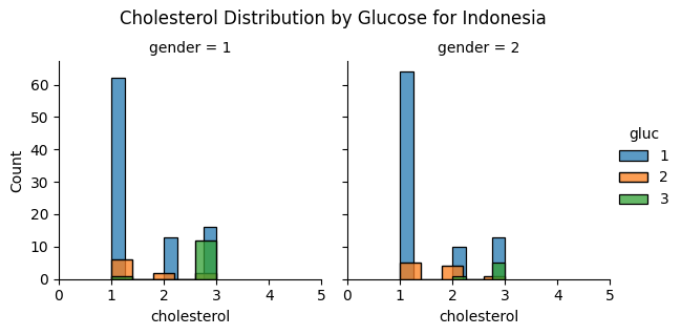 Cholesterol Distribution by Glucose for Indonesia
gender = 1
gender = 2
Count
60
50
40
30
20
10
0
0 1 2 3 4 5
0 1 2 3 4 5
cholesterol
cholesterol
gluc
1
2
3